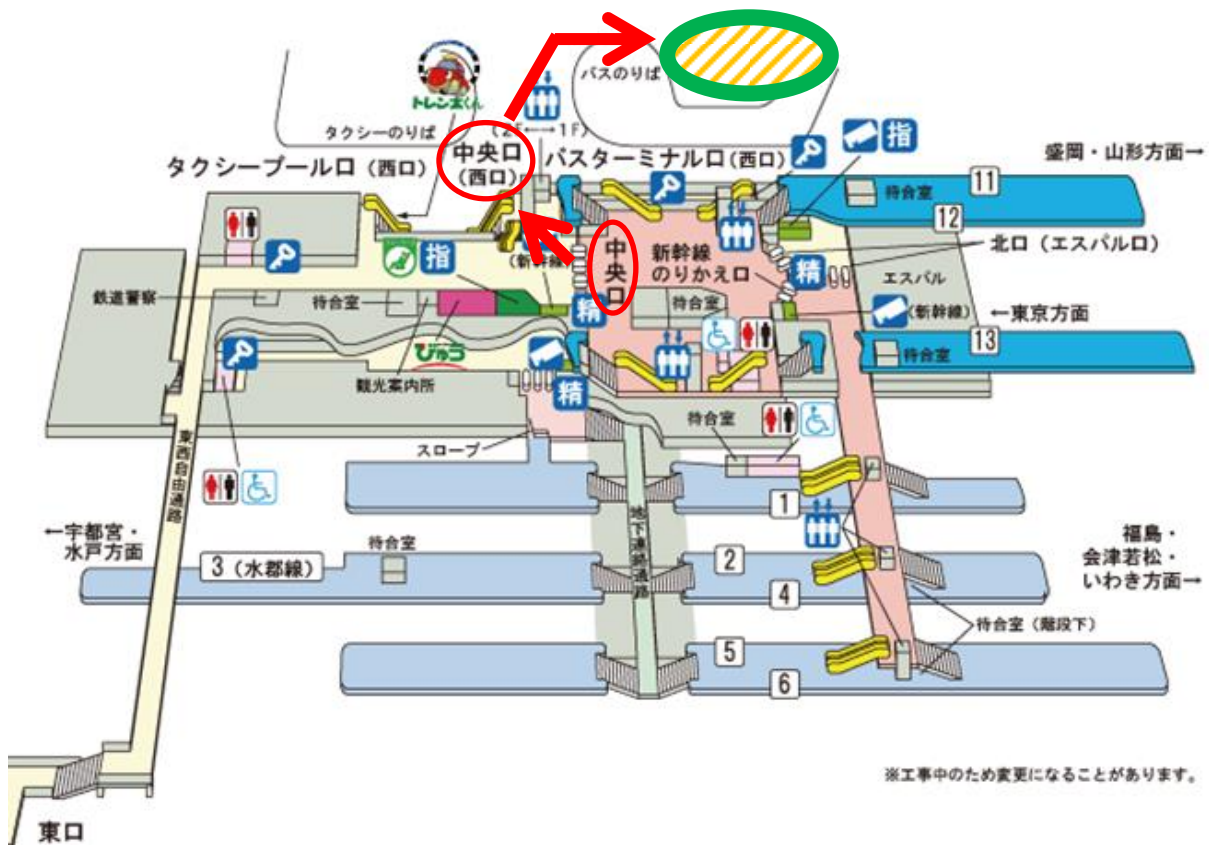 バスのりば
トレン太くん
タクシーのりば
(2F←→1F)
タクシープール口(西口)
中央口
(西口)
バスターミナル口(西口)
指
盛岡・山形方面→
11
待合室
12
北口(エスパル口)
指
(新幹線)
中央口
新幹線
のりかえ口
精
エスパル
鉄道警察
待合室
精
待合室
(新幹線)
←東京方面
13
待合室
びゅう
観光案内所
精
待合室
スロープ
東西自由通路
1
地下連絡通路
←宇都宮・
水戸方面
待合室
3(水郡線)
2
4
福島・
会津若松・
いわき方面→
待合室(階段下)
5
6
※工事中のため変更になることがあります。
東口